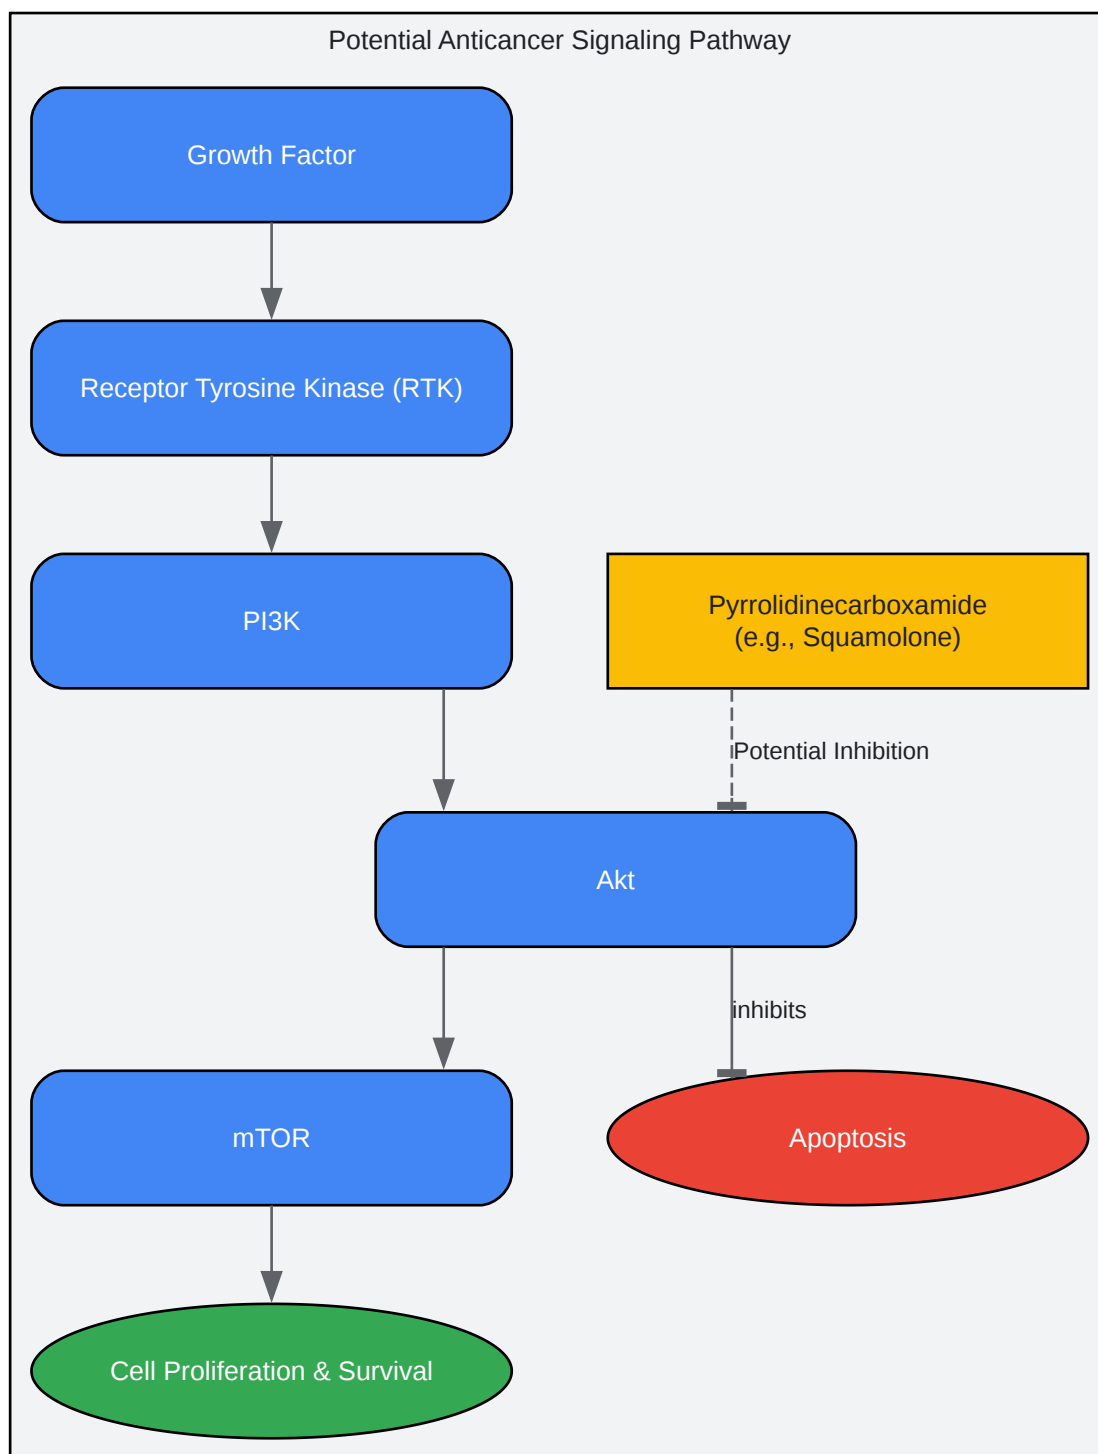 Potential Anticancer Signaling Pathway
Growth Factor
Receptor Tyrosine Kinase (RTK)
PI3K
Pyrrolidinecarboxamide
(e.g., Squamolone)
Potential Inhibition
Akt
inhibits
mTOR
Apoptosis
Cell Proliferation & Survival